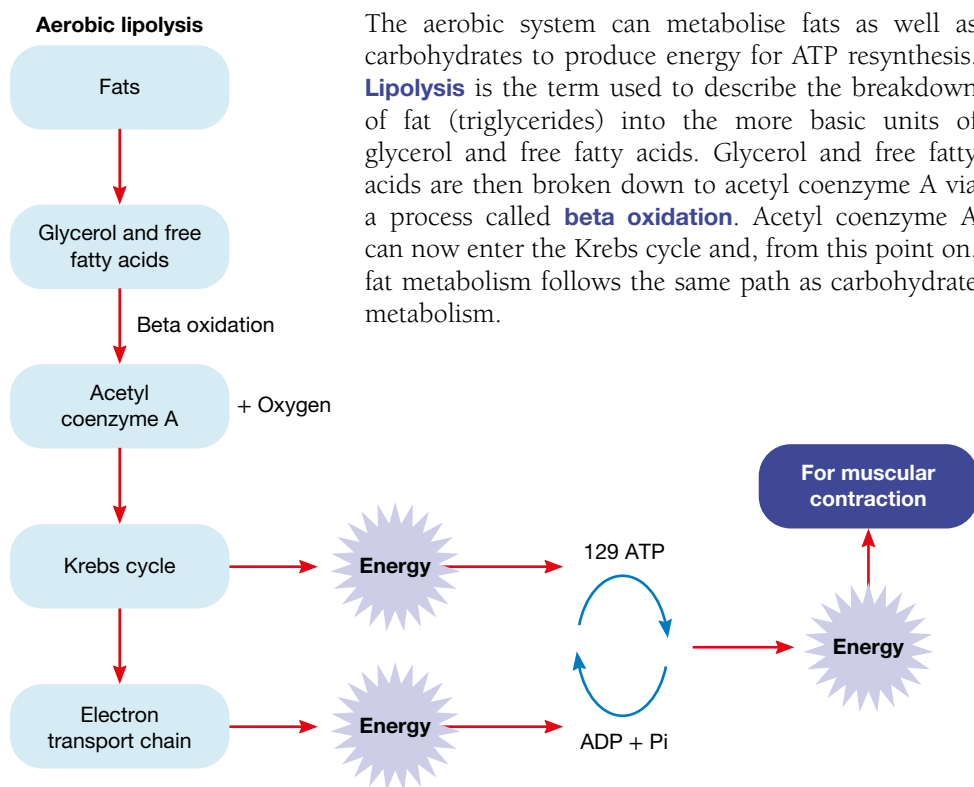 Aerobic lipolysis
Fats
Glycerol and free
fatty acids
Beta oxidation
Acetyl
coenzyme A
+ Oxygen
Krebs cycle
Energy
129 ATP
Electron
transport chain
Energy
ADP + Pi
Energy
For muscular
contraction
The aerobic system can metabolise fats as well as
carbohydrates to produce energy for ATP resynthesis.
Lipolysis is the term used to describe the breakdown
of fat (triglycerides) into the more basic units of
glycerol and free fatty acids. Glycerol and free fatty
acids are then broken down to acetyl coenzyme A via
a process called beta oxidation. Acetyl coenzyme A
can now enter the Krebs cycle and, from this point on,
fat metabolism follows the same path as carbohydrate
metabolism.